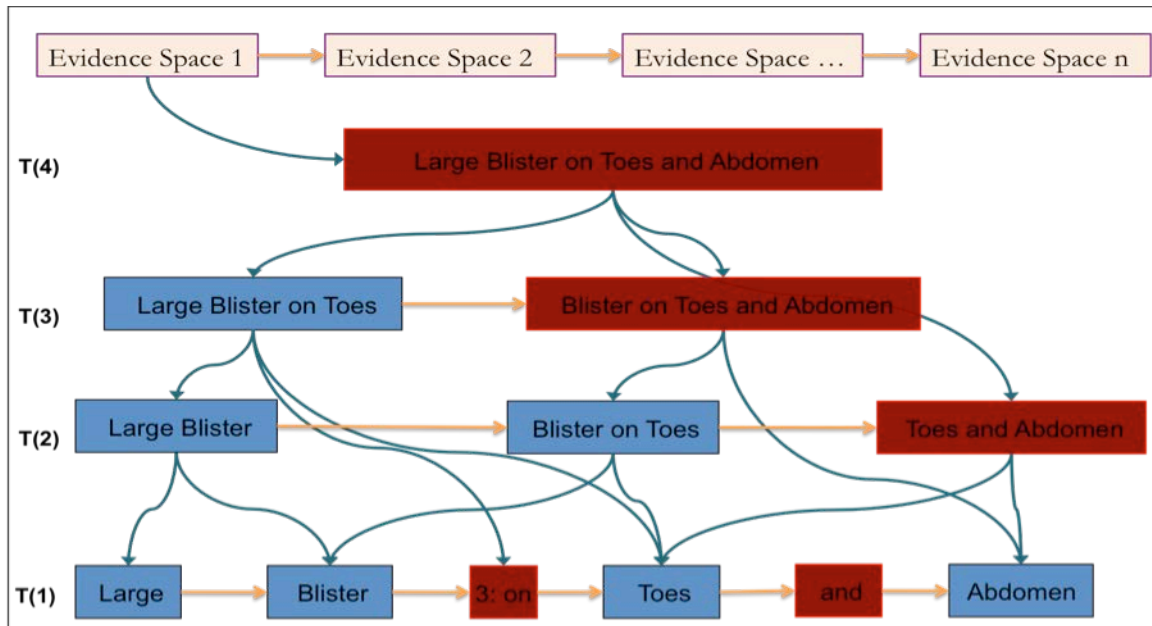 Evidence Space 1
Evidence Space 2
Evidence Space ...
Evidence Space n
T(4)
Large Blister on Toes and Abdomen
T(3)
Large Blister on Toes
Blister on Toes and Abdomen
T(2)
Large Blister
Blister on Toes
Toes and Abdomen
T(1)
Large
Blister
3: on
Toes
and
Abdomen